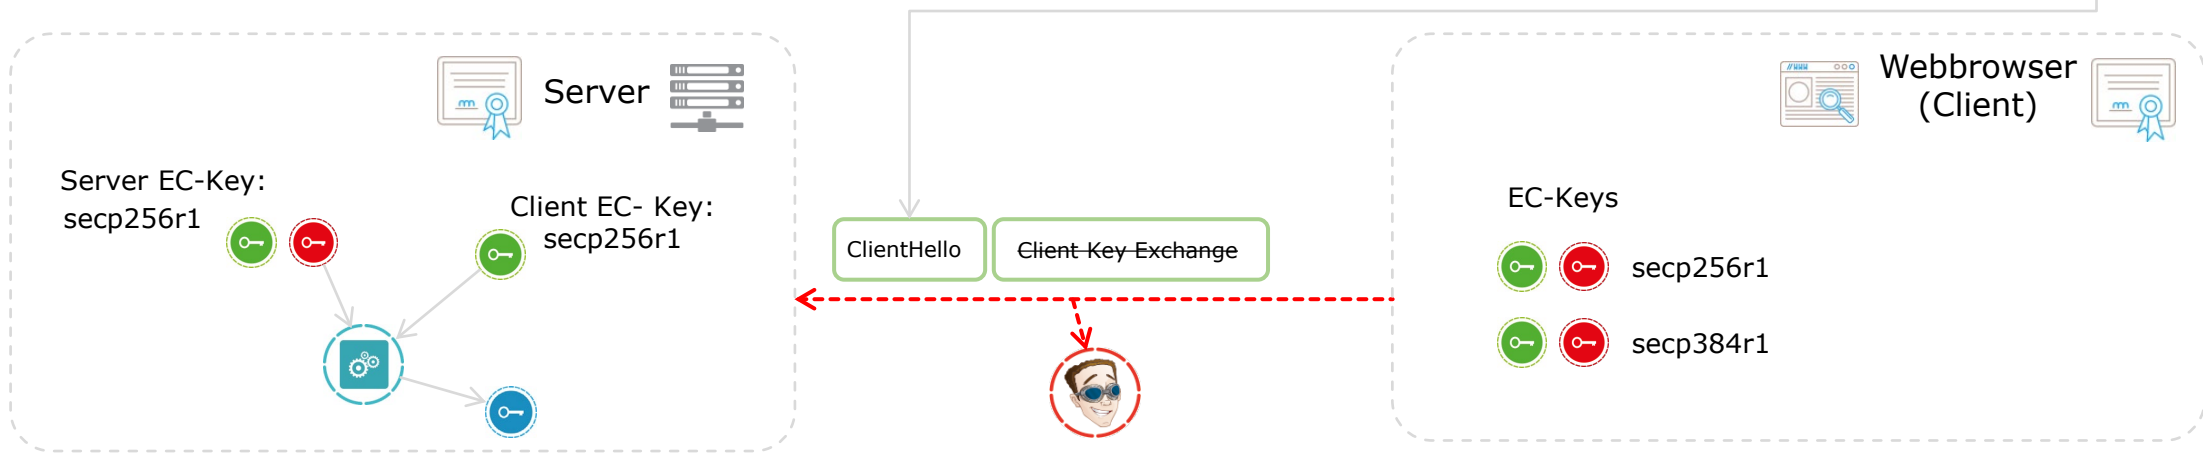 Server
Server EC-Key:
secp256r1
Client EC- Key:
secp256r1
ClientHello
Client Key Exchange
//WWW
Webbrowser
(Client)
EC-Keys
secp256r1
secp384r1